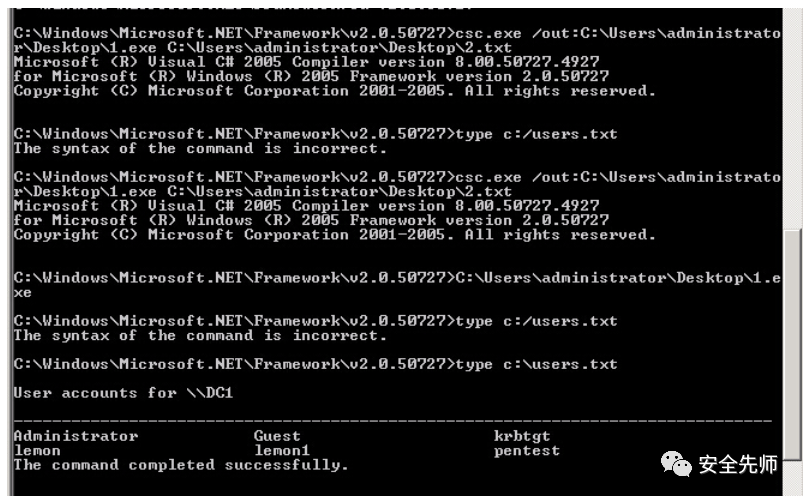 C:\Windows\Microsoft.NET\Framework\v2.0.50727>csc.exe /out:C:\Users\administrato
r\Desktop\1.exe C:\Users\administrator\Desktop\2.txt
Microsoft (R) Visual C# 2005 Compiler version 8.00.50727.4927
for Microsoft (R) Windows (R) 2005 Framework version 2.0.50727
Copyright (C) Microsoft Corporation 2001-2005. All rights reserved.
C:\Windows\Microsoft.NET\Framework\v2.0.50727>type c:/users.txt
The syntax of the command is incorrect.
C:\Windows\Microsoft.NET\Framework\v2.0.50727>csc.exe /out:C:\Users\administrato
r\Desktop\1.exe C:\Users\administrator\Desktop\2.txt
Microsoft (R) Visual C# 2005 Compiler version 8.00.50727.4927
for Microsoft (R) Windows (R) 2005 Framework version 2.0.50727
Copyright (C) Microsoft Corporation 2001-2005. All rights reserved.
C:\Windows\Microsoft.NET\Framework\v2.0.50727>C:\Users\administrator\Desktop\1.e
xe
C:\Windows\Microsoft.NET\Framework\v2.0.50727>type c:/users.txt
The syntax of the command is incorrect.
C:\Windows\Microsoft.NET\Framework\v2.0.50727>type c:\users.txt
User accounts for \\DC1
-------------------------------------------------------------------------------
Administrator Guest krbtgt
lemon lemon1 pentest
The command completed successfully.
安全先师